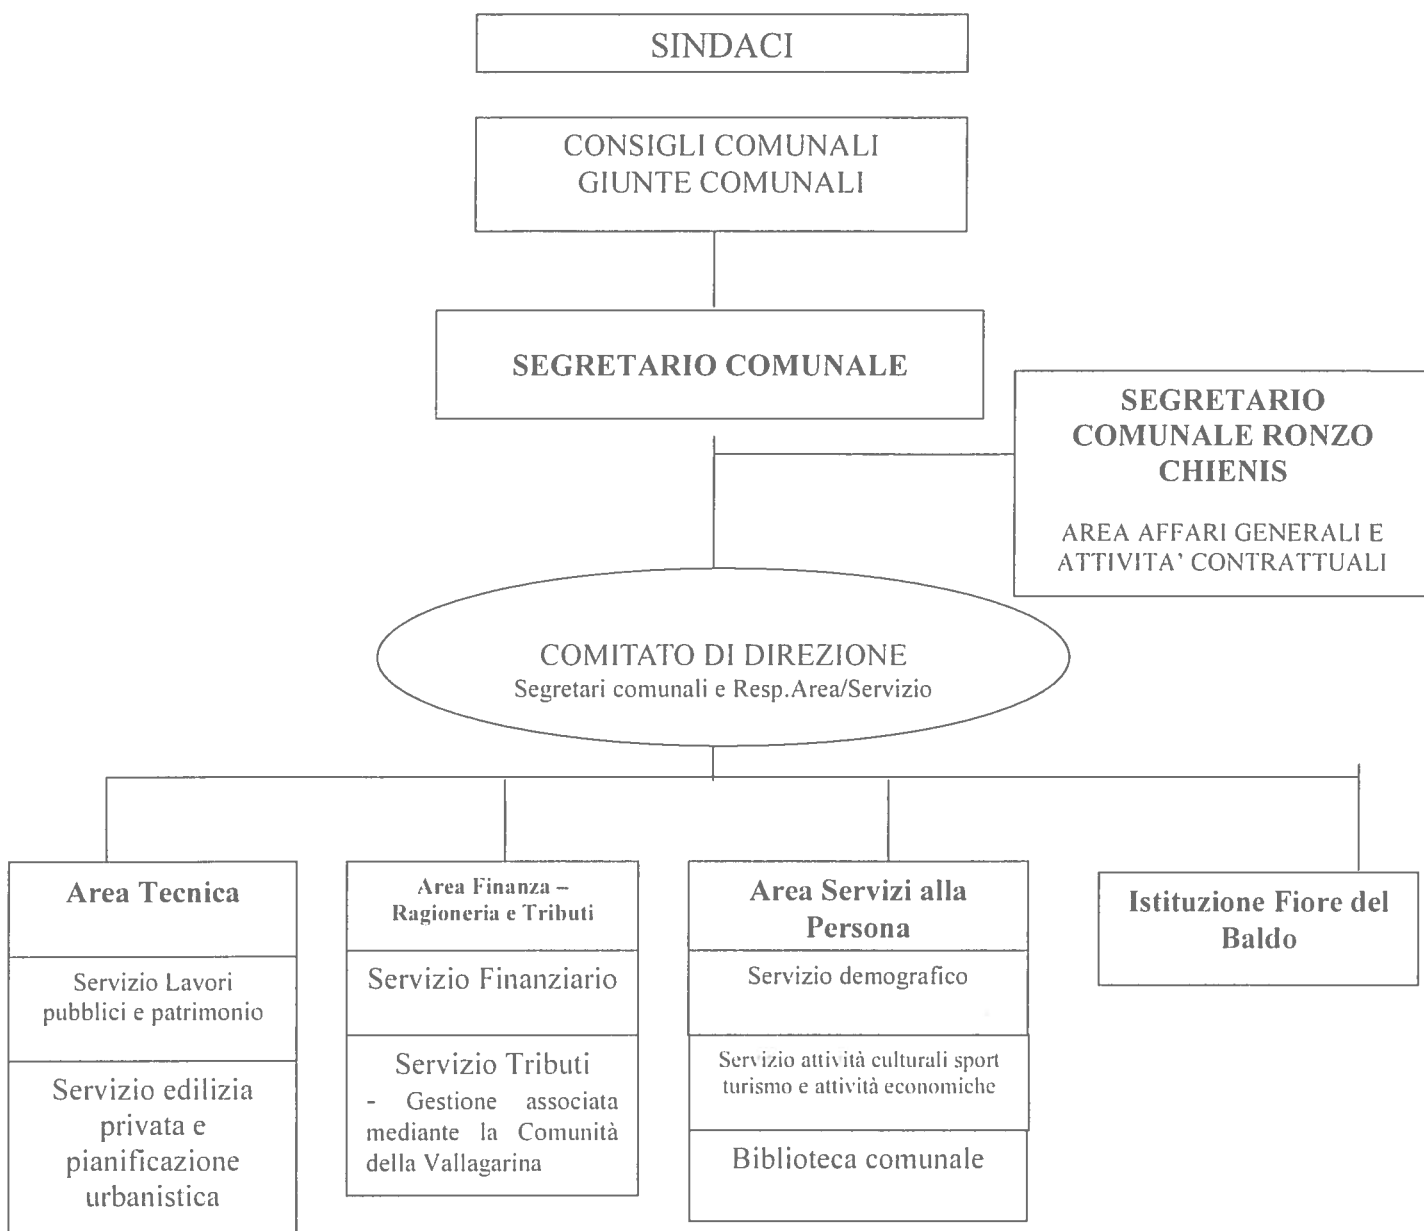 SINDACI
CONSIGLI COMUNALI
GIUNTE COMUNALI
SEGRETARIO COMUNALE
SEGRETARIO
COMUNALE RONZO
CHIENIS
AREA AFFARI GENERALI E
ATTIVITA' CONTRATTUALI
COMITATO DI DIREZIONE
Segretari comunali e Resp.Area/Servizio
Area Tecnica
Servizio Lavori
pubblici e patrimonio
Servizio edilizia
privata e
pianificazione
urbanistica
Area Finanza –
Ragioneria e Tributi
Servizio Finanziario
Servizio Tributi
- Gestione associata
mediante la Comunità
della Vallagarina
Area Servizi alla
Persona
Servizio demografico
Servizio attività culturali sport
turismo e attività economiche
Biblioteca comunale
Istituzione Fiore del
Baldo